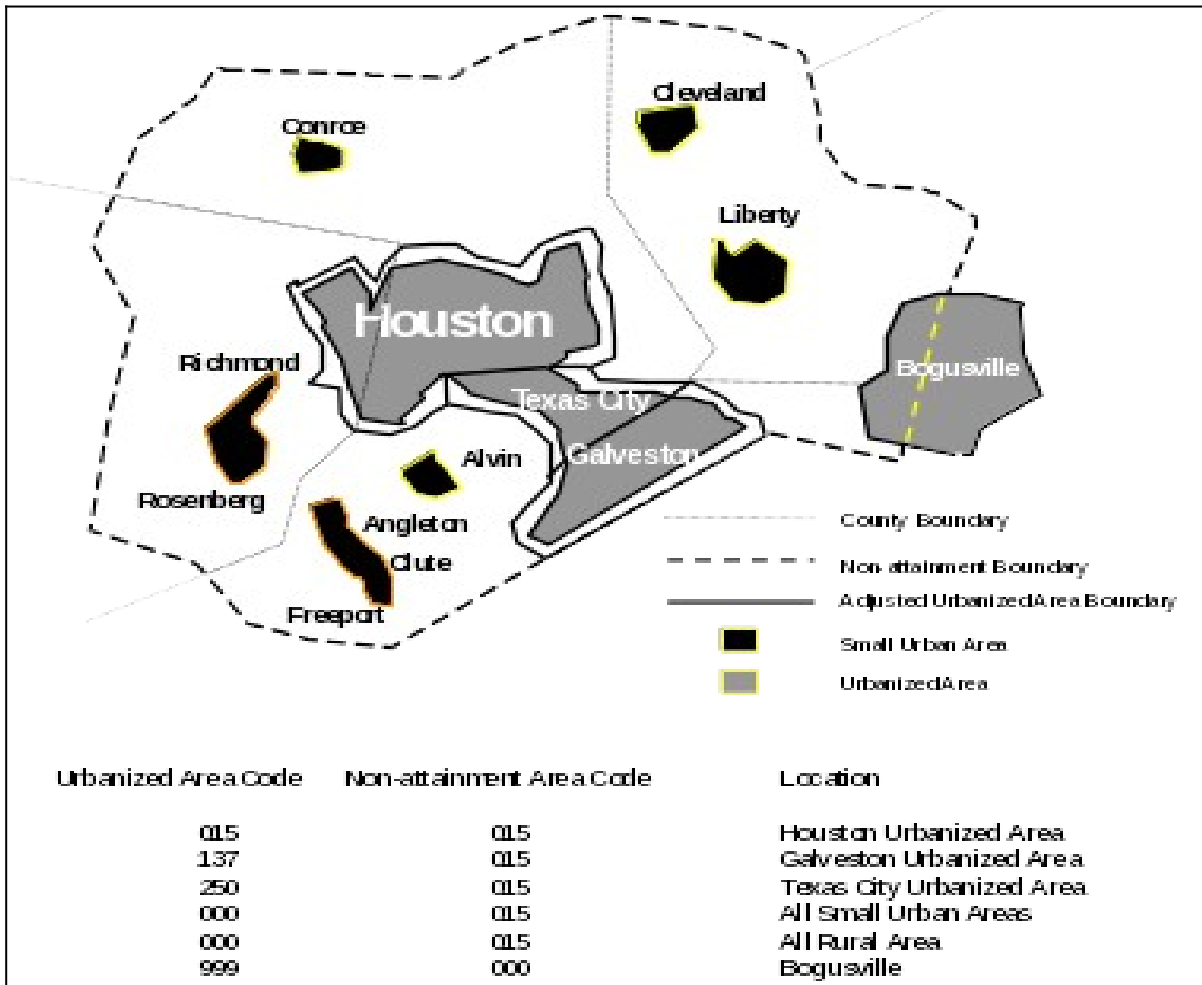 Cleveland
Conroe
Liberty
Houston
Richmond
Bogusville
Texas City
Galveston
Alvin
Rosenberg
Angleton
Clute
Freeport
County Boundary
Non-attainment Boundary
Adjusted Urbanized Area Boundary
Small Urban Area
Urbanized Area
Urbanized Area Code Non-attainment Area Code Location
015 015 Houston Urbanized Area
137 015 Galveston Urbanized Area
250 015 Texas City Urbanized Area
000 015 All Small Urban Areas
000 015 All Rural Area
999 000 Bogusville